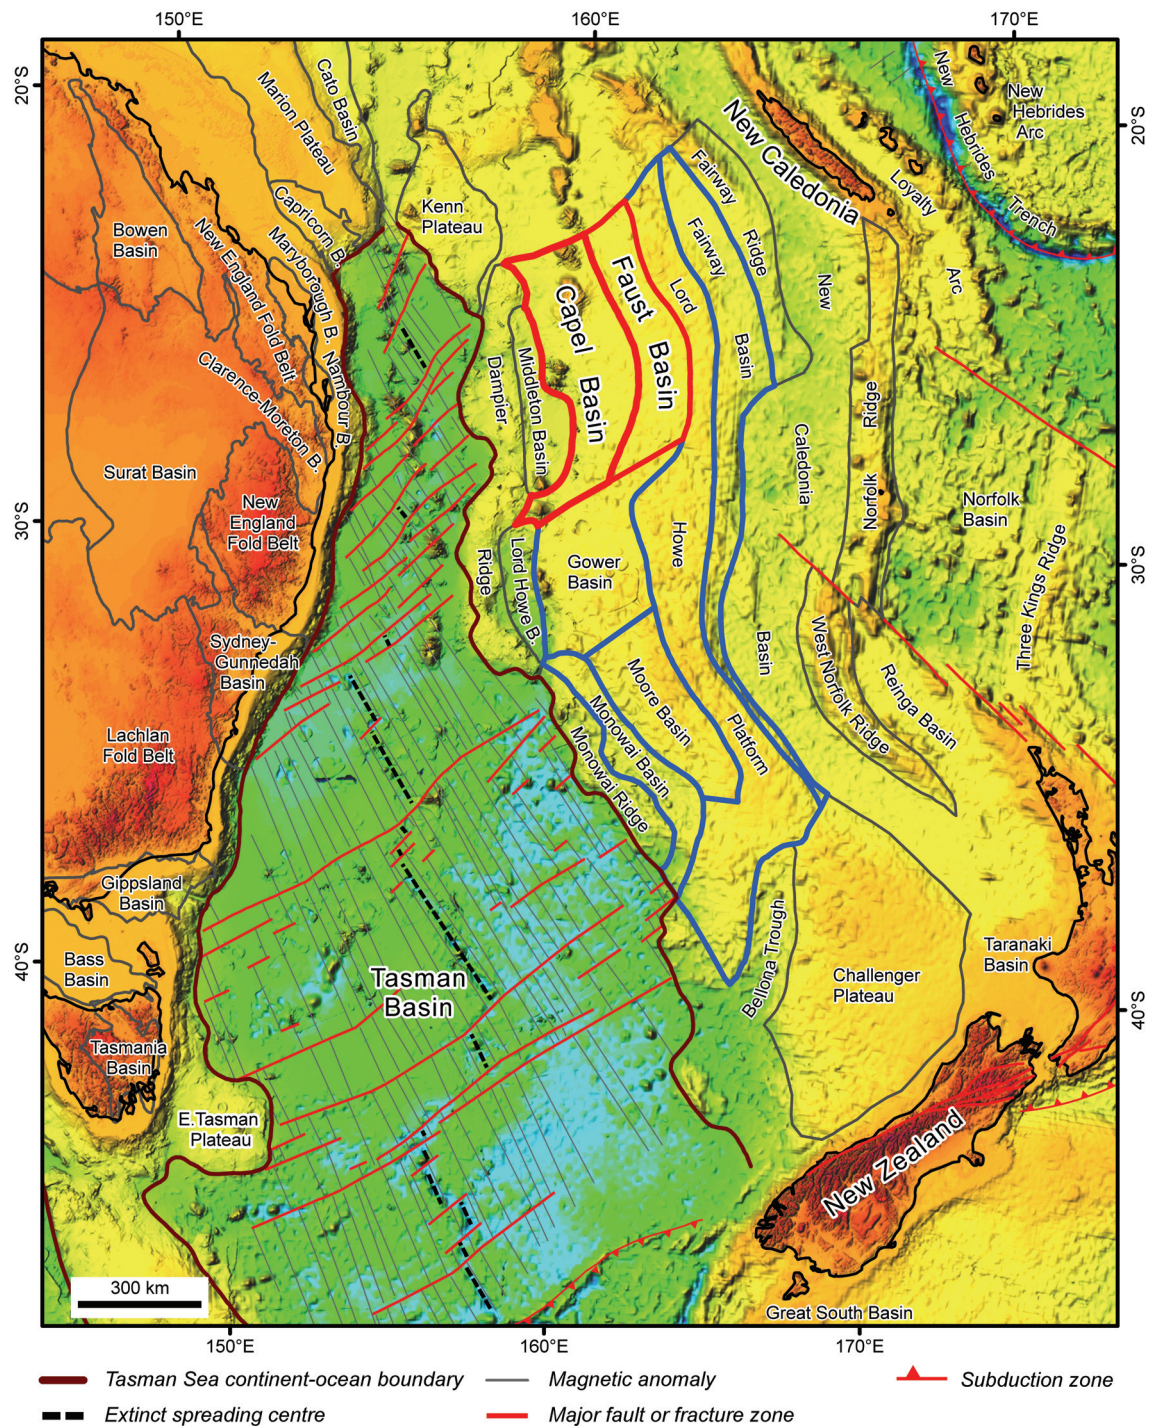 150°E
160°E
170°E
20°S
20°S
Cato Basin
Marion Plateau
New
Hebrides
Trench
New
Hebrides
Arc
New Caledonia
Loyalty
Arc
Kenn
Plateau
Fairway
Ridge
Fairway
Basin
Capricorn B.
Maryborough B.
Nambour B.
Bowen
Basin
New England Fold Belt
Clarence-Moreton B.
Surat Basin
New
England
Fold Belt
Capel
Basin
Faust
Basin
Lord
Howe
Platform
Middleton Basin
Dampier
Ridge
Lord Howe B.
New
Caledonia
Basin
Norfolk
Ridge
Norfolk
Basin
Three Kings Ridge
30°S
30°S
Gower
Basin
Sydney-
Gunnedah
Basin
West Norfolk Ridge
Reinga Basin
Moore Basin
Monowai Basin
Monowai Ridge
Lachlan
Fold Belt
Gippsland
Basin
Bass
Basin
40°S
40°S
Tasmania
Basin
Tasman
Basin
Bellona Trough
Challenger
Plateau
Taranaki
Basin
E.Tasman
Plateau
New Zealand
Great South Basin
300 km
150°E
160°E
170°E
Tasman Sea continent-ocean boundary
Magnetic anomaly
Subduction zone
Extinct spreading centre
Major fault or fracture zone